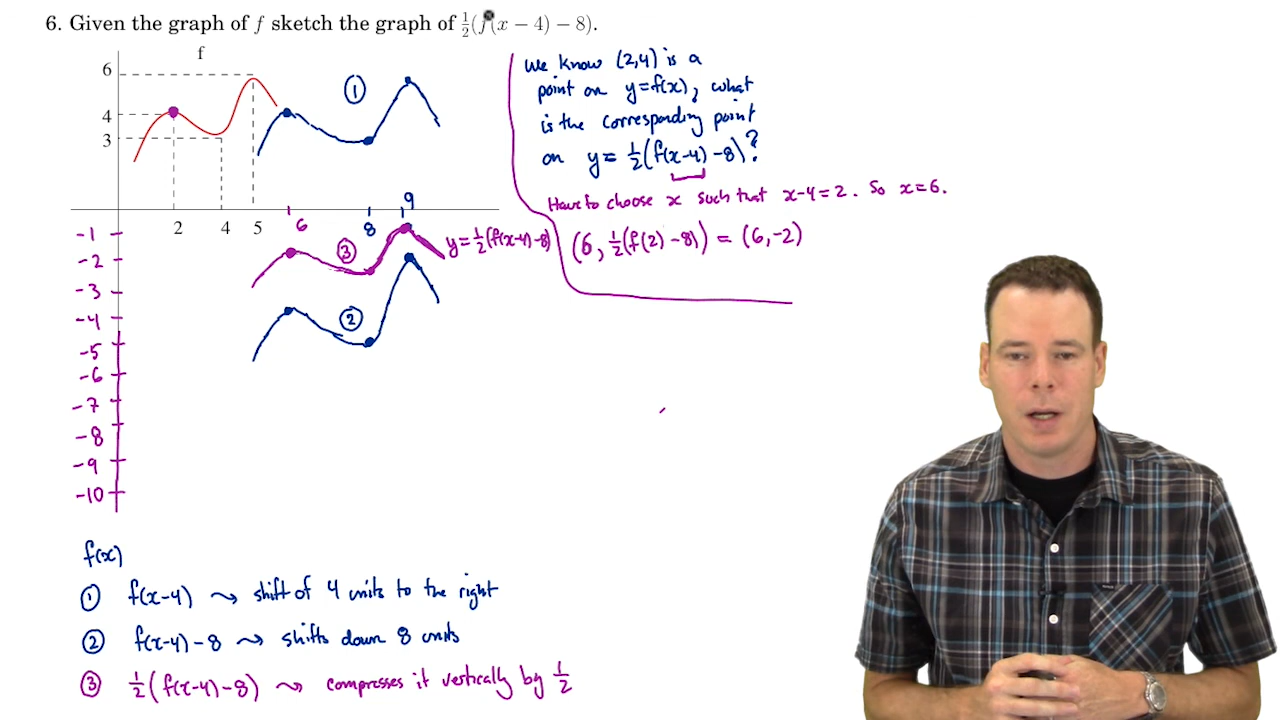 6. Given the graph of f sketch the graph of ½(f(x − 4) − 8).
f
6
4
3
2 4 5
①
6 8 9
-1
-2
-3
-4
-5
-6
-7
-8
-9
-10
③
y = ½(f(x-4)-8)
②
We know (2,4) is a
point on y=f(x), what
is the corresponding point
on y = ½(f(x-4)-8)?
Have to choose x such that x-4=2. So x=6.
(6, ½(f(2)-8)) = (6,-2)
f(x)
① f(x-4) ⤳ shift of 4 units to the right
② f(x-4)-8 ⤳ shifts down 8 units
③ ½(f(x-4)-8) ⤳ compresses it vertically by ½